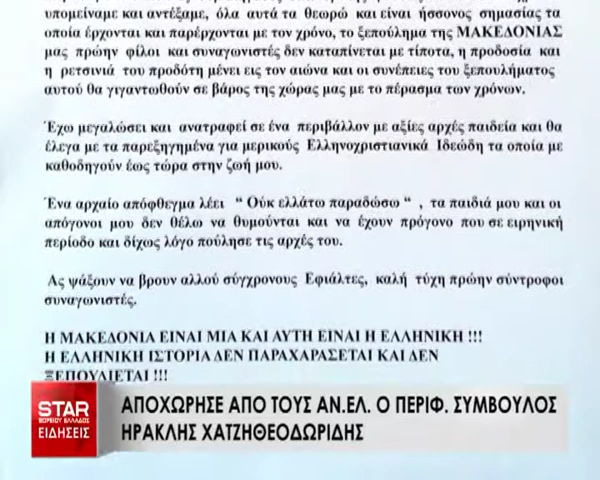 υπομείναμε και αντέξαμε, όλα αυτά τα θεωρώ και είναι ήσσονος σημασίας τα
οποία έρχονται και παρέρχονται με τον χρόνο, το ξεπούλημα της ΜΑΚΕΔΟΝΙΑΣ
μας πρώην φίλοι και συναγωνιστές δεν καταπίνεται με τίποτα, η προδοσία και
η ρετσινιά του προδότη μένει εις τον αιώνα και οι συνέπειες του ξεπουλήματος
αυτού θα γιγαντωθούν σε βάρος της χώρας μας με το πέρασμα των χρόνων.
Έχω μεγαλώσει και ανατραφεί σε ένα περιβάλλον με αξίες αρχές παιδεία και θα
έλεγα με τα παρεξηγημένα για μερικούς Ελληνοχριστιανικά Ιδεώδη τα οποία με
καθοδηγούν έως τώρα στην ζωή μου.
Ένα αρχαίο απόφθεγμα λέει “ Ούκ ελλάτω παραδώσω “ , τα παιδιά μου και οι
απόγονοι μου δεν θέλω να θυμούνται και να έχουν πρόγονο που σε ειρηνική
περίοδο και δίχως λόγο πούλησε τις αρχές του.
Ας ψάξουν να βρουν αλλού σύγχρονους Εφιάλτες, καλή τύχη πρώην σύντροφοι
συναγωνιστές.
Η ΜΑΚΕΔΟΝΙΑ ΕΙΝΑΙ ΜΙΑ ΚΑΙ ΑΥΤΗ ΕΙΝΑΙ Η ΕΛΛΗΝΙΚΗ !!!
Η ΕΛΛΗΝΙΚΗ ΙΣΤΟΡΙΑ ΔΕΝ ΠΑΡΑΧΑΡΑΣΕΤΑΙ ΚΑΙ ΔΕΝ
ΞΕΠΟΥΛΙΕΤΑΙ !!!
STAR
ΒΟΡΕΙΟΥ ΕΛΛΑΔΟΣ
ΕΙΔΗΣΕΙΣ
ΑΠΟΧΩΡΗΣΕ ΑΠΟ ΤΟΥΣ ΑΝ.ΕΛ. Ο ΠΕΡΙΦ. ΣΥΜΒΟΥΛΟΣ
ΗΡΑΚΛΗΣ ΧΑΤΖΗΘΕΟΔΩΡΙΔΗΣ